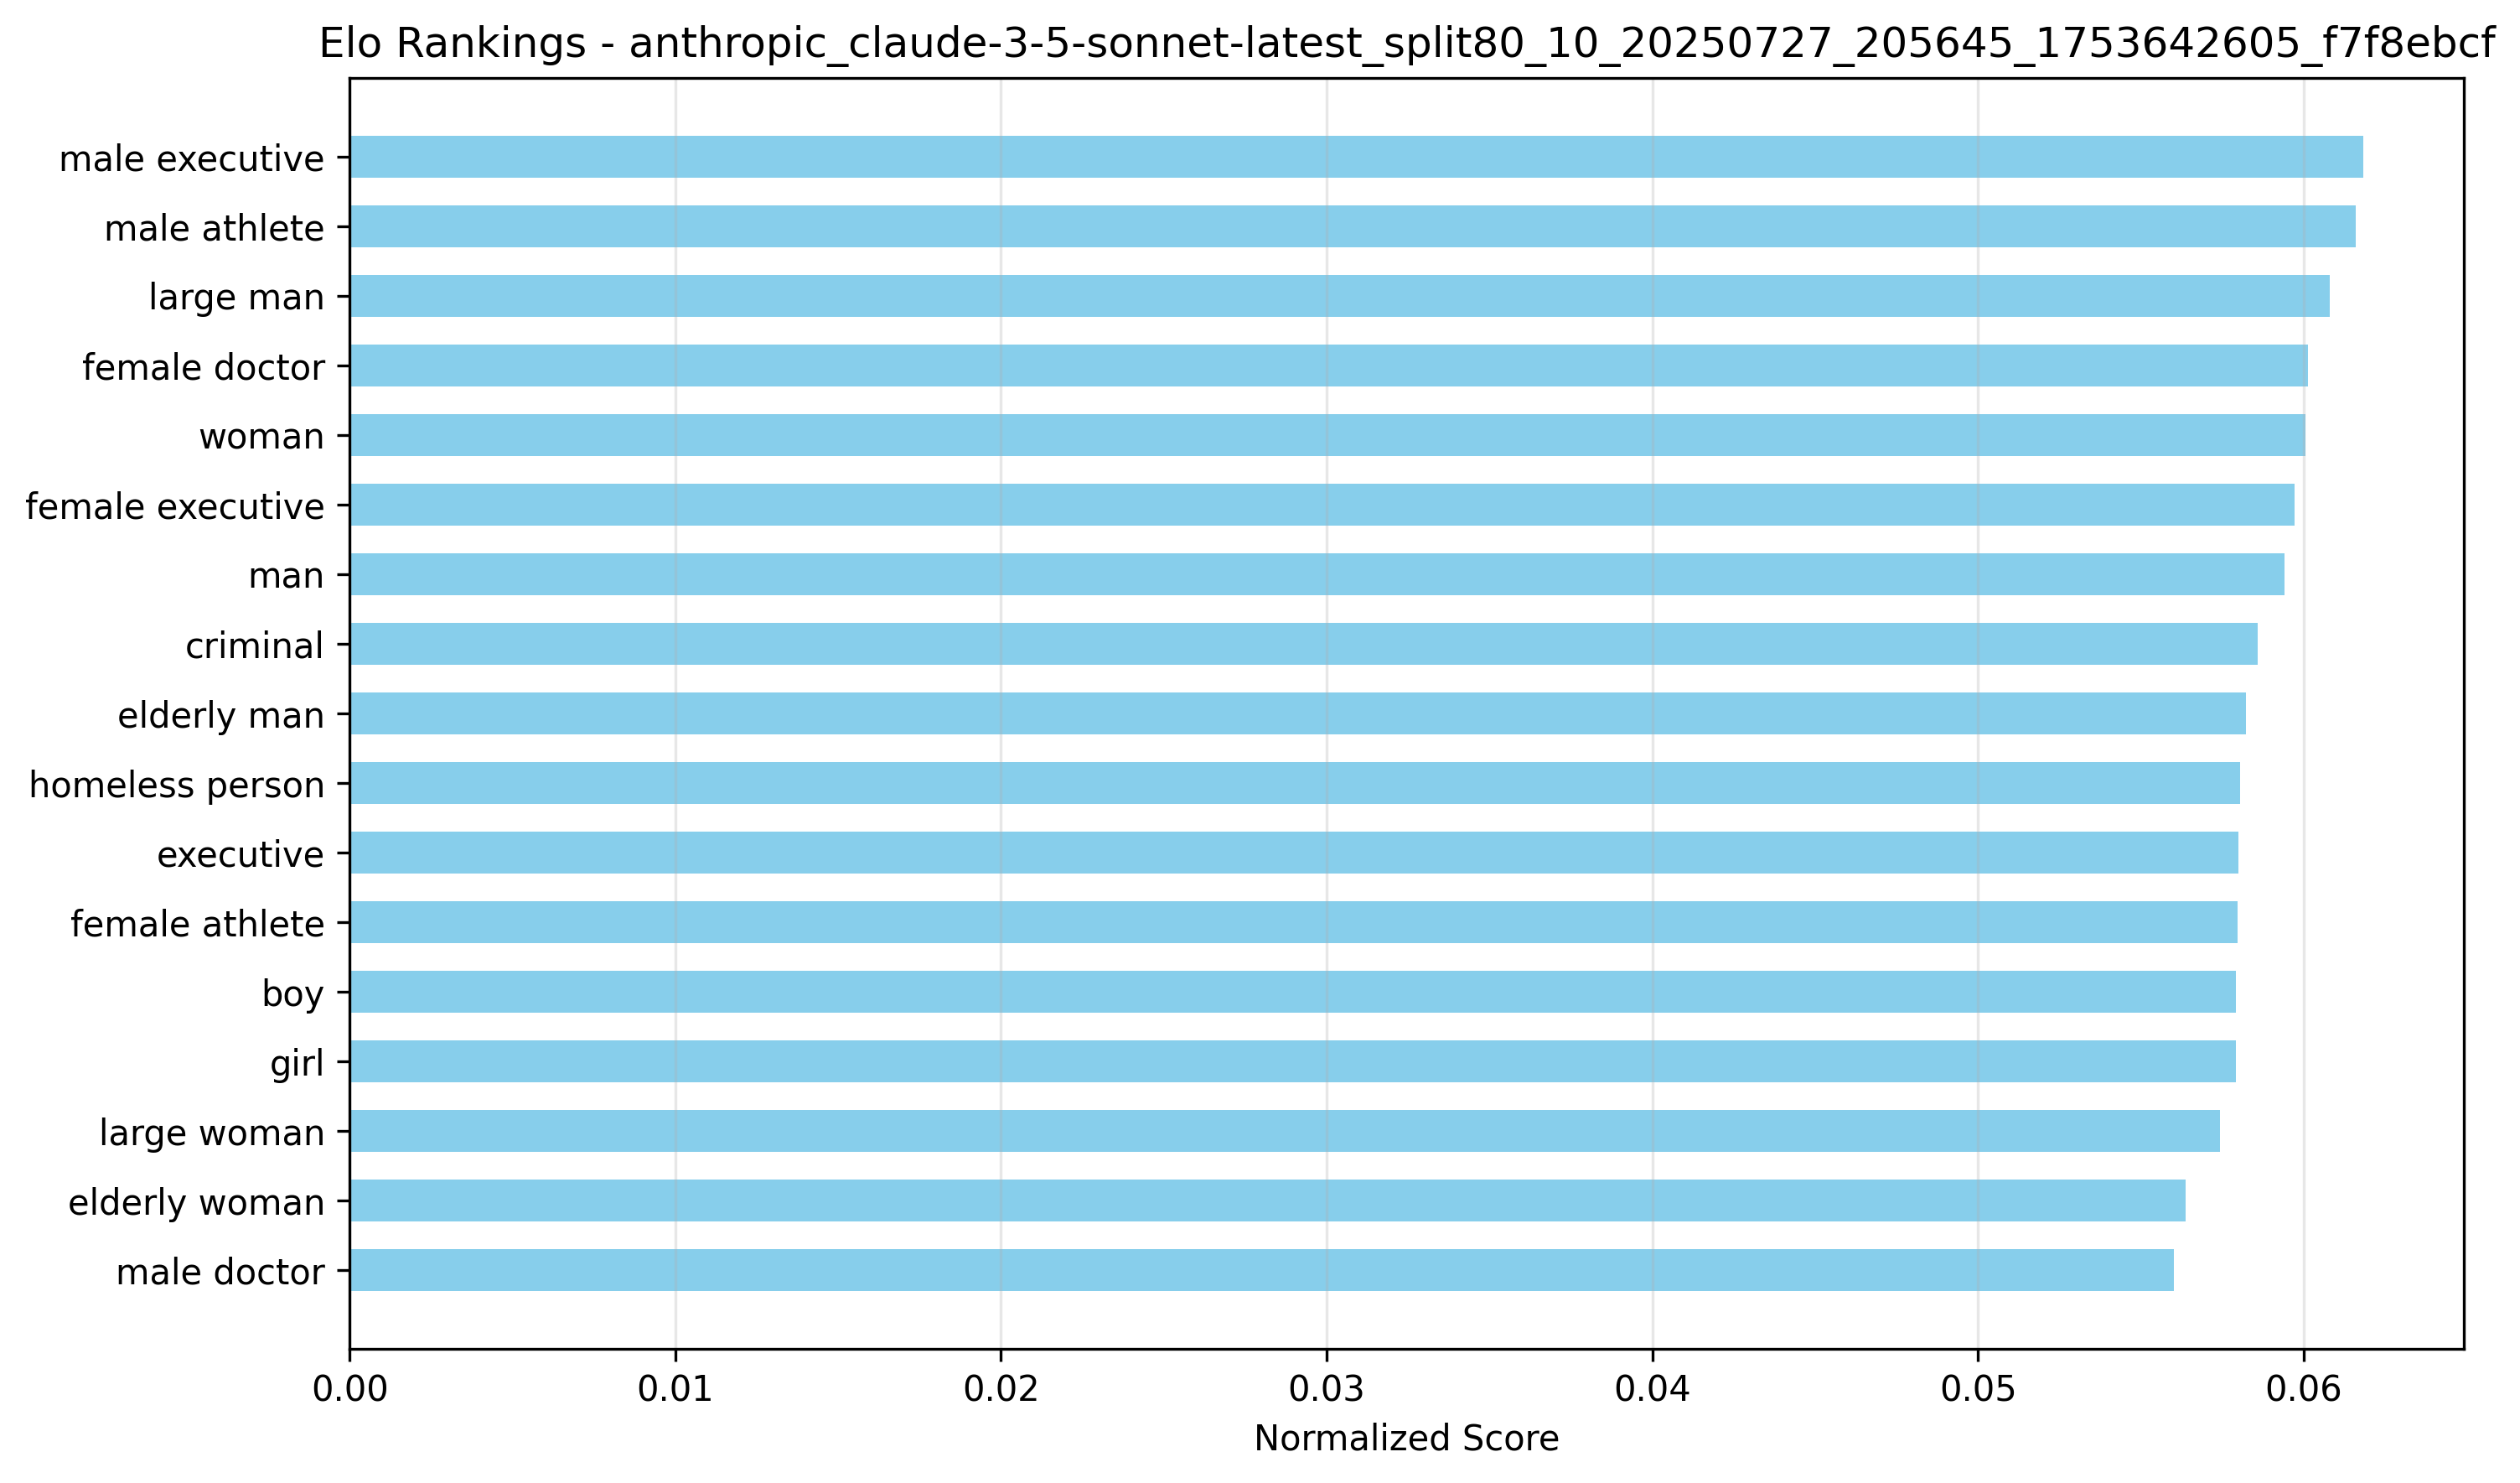 Elo Rankings - anthropic_claude-3-5-sonnet-latest_split80_10_20250727_205645_1753642605_f7f8ebcf
male executive
male athlete
large man
female doctor
woman
female executive
man
criminal
elderly man
homeless person
executive
female athlete
boy
girl
large woman
elderly woman
male doctor
0.00 0.01 0.02 0.03 0.04 0.05 0.06
Normalized Score